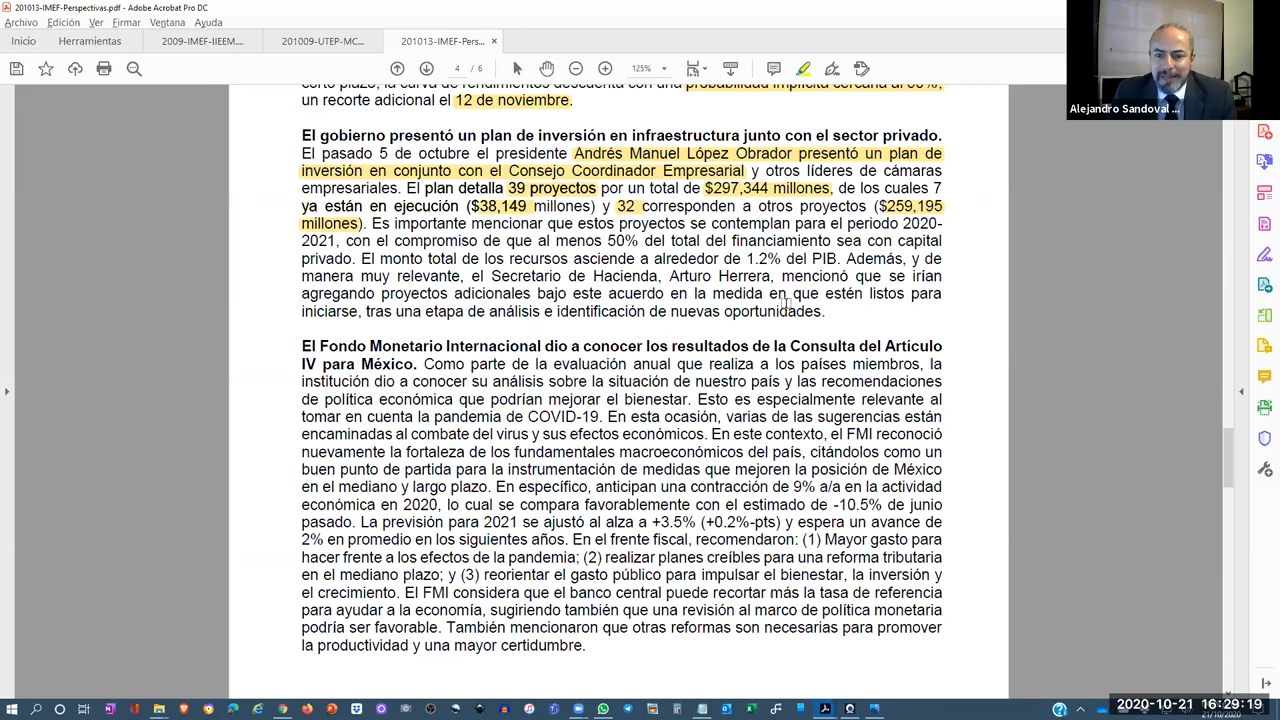 201013-IMEF-Perspectivas.pdf - Adobe Acrobat Pro DC
Archivo Edición Ver Firmar Ventana Ayuda
Inicio Herramientas 2009-IMEF-IIEEM.... 201009-UTEP-MC... 201013-IMEF-Pers... ×
4 / 6 125%
Alejandro Sandoval ...
un recorte adicional el 12 de noviembre.
El gobierno presentó un plan de inversión en infraestructura junto con el sector privado.
El pasado 5 de octubre el presidente Andrés Manuel López Obrador presentó un plan de
inversión en conjunto con el Consejo Coordinador Empresarial y otros líderes de cámaras
empresariales. El plan detalla 39 proyectos por un total de $297,344 millones, de los cuales 7
ya están en ejecución ($38,149 millones) y 32 corresponden a otros proyectos ($259,195
millones). Es importante mencionar que estos proyectos se contemplan para el periodo 2020-
2021, con el compromiso de que al menos 50% del total del financiamiento sea con capital
privado. El monto total de los recursos asciende a alrededor de 1.2% del PIB. Además, y de
manera muy relevante, el Secretario de Hacienda, Arturo Herrera, mencionó que se irían
agregando proyectos adicionales bajo este acuerdo en la medida en que estén listos para
iniciarse, tras una etapa de análisis e identificación de nuevas oportunidades.
El Fondo Monetario Internacional dio a conocer los resultados de la Consulta del Artículo
IV para México. Como parte de la evaluación anual que realiza a los países miembros, la
institución dio a conocer su análisis sobre la situación de nuestro país y las recomendaciones
de política económica que podrían mejorar el bienestar. Esto es especialmente relevante al
tomar en cuenta la pandemia de COVID-19. En esta ocasión, varias de las sugerencias están
encaminadas al combate del virus y sus efectos económicos. En este contexto, el FMI reconoció
nuevamente la fortaleza de los fundamentales macroeconómicos del país, citándolos como un
buen punto de partida para la instrumentación de medidas que mejoren la posición de México
en el mediano y largo plazo. En específico, anticipan una contracción de 9% a/a en la actividad
económica en 2020, lo cual se compara favorablemente con el estimado de -10.5% de junio
pasado. La previsión para 2021 se ajustó al alza a +3.5% (+0.2%-pts) y espera un avance de
2% en promedio en los siguientes años. En el frente fiscal, recomendaron: (1) Mayor gasto para
hacer frente a los efectos de la pandemia; (2) realizar planes creíbles para una reforma tributaria
en el mediano plazo; y (3) reorientar el gasto público para impulsar el bienestar, la inversión y
el crecimiento. El FMI considera que el banco central puede recortar más la tasa de referencia
para ayudar a la economía, sugiriendo también que una revisión al marco de política monetaria
podría ser favorable. También mencionaron que otras reformas son necesarias para promover
la productividad y una mayor certidumbre.
2020-10-21 16:29:19
21/10/2020